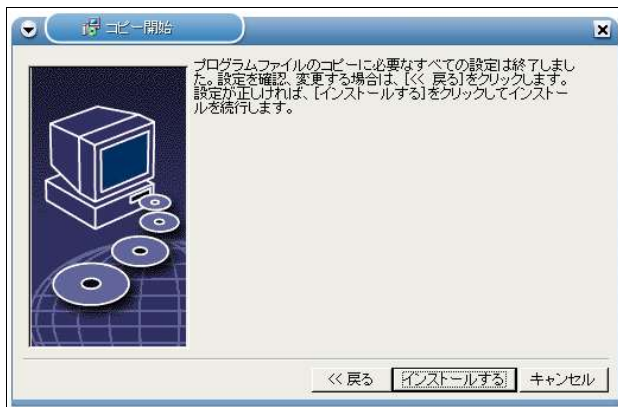 コピー開始
プログラムファイルのコピーに必要なすべての設定は終了しまし
た。設定を確認、変更する場合は、[<< 戻る]をクリックします。
設定が正しければ、[インストールする]をクリックしてインストー
ルを続行します。
<< 戻る
インストールする
キャンセル